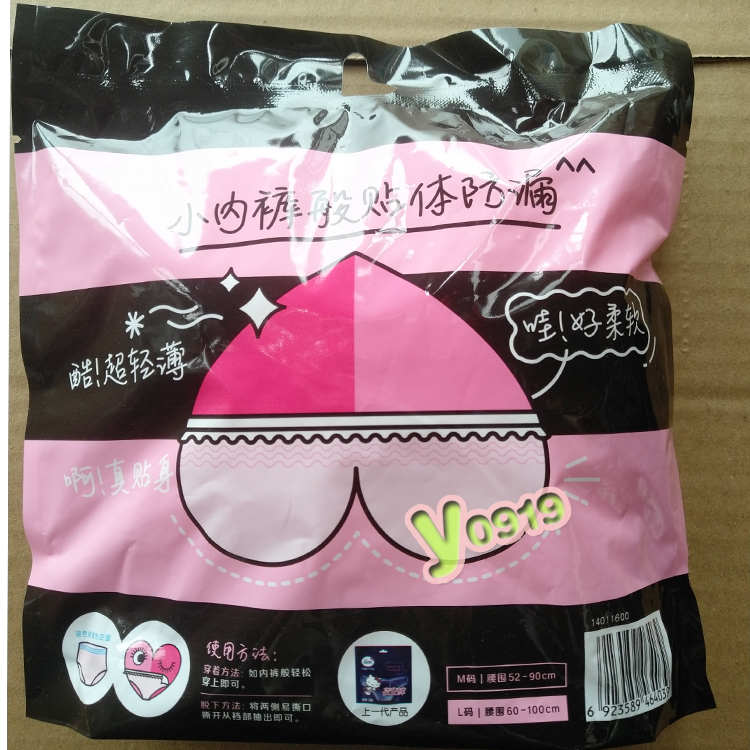 小内裤般贴体防漏^^
酷!超轻薄
哇!好柔软
啊!真贴身
y0919
14011600
使用方法:
穿着方法: 如内裤般轻松
穿上即可。
脱下方法: 将两侧易撕口
撕开从裆部抽出即可。
上一代产品
M码 | 腰围52-90cm
L码 | 腰围60-100cm
6 923589 46403